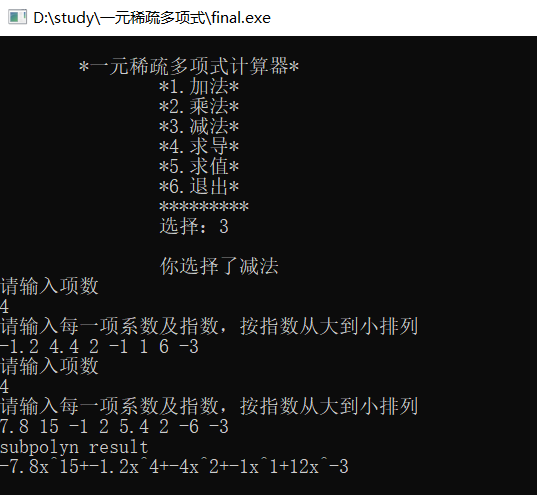 D:\study\一元稀疏多项式\final.exe
*一元稀疏多项式计算器*
*1.加法*
*2.乘法*
*3.减法*
*4.求导*
*5.求值*
*6.退出*
*********
选择：3
你选择了减法
请输入项数
4
请输入每一项系数及指数，按指数从大到小排列
-1.2 4.4 2 -1 1 6 -3
请输入项数
4
请输入每一项系数及指数，按指数从大到小排列
7.8 15 -1 2 5.4 2 -6 -3
subpolyn result
-7.8x^15+-1.2x^4+-4x^2+-1x^1+12x^-3